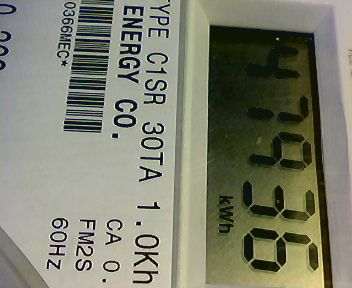 TYPE C1SR 30TA 1.0Kh
ENERGY CO.
CA 0.
FM2S
60HZ
0366MEC*
47936
kWh